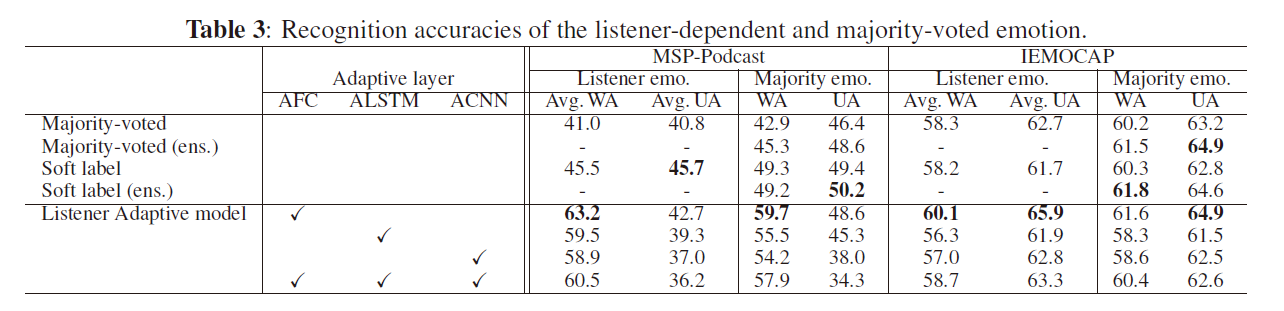 Table 3: Recognition accuracies of the listener-dependent and majority-voted emotion.
MSP-Podcast IEMOCAP
Adaptive layer Listener emo. Majority emo. Listener emo. Majority emo.
AFC ALSTM ACNN Avg. WA Avg. UA WA UA Avg. WA Avg. UA WA UA
Majority-voted 41.0 40.8 42.9 46.4 58.3 62.7 60.2 63.2
Majority-voted (ens.) - - 45.3 48.6 - - 61.5 64.9
Soft label 45.5 45.7 49.3 49.4 58.2 61.7 60.3 62.8
Soft label (ens.) - - 49.2 50.2 - - 61.8 64.6
Listener Adaptive model ✓ 63.2 42.7 59.7 48.6 60.1 65.9 61.6 64.9
✓ 59.5 39.3 55.5 45.3 56.3 61.9 58.3 61.5
✓ 58.9 37.0 54.2 38.0 57.0 62.8 58.6 62.5
✓ ✓ ✓ 60.5 36.2 57.9 34.3 58.7 63.3 60.4 62.6